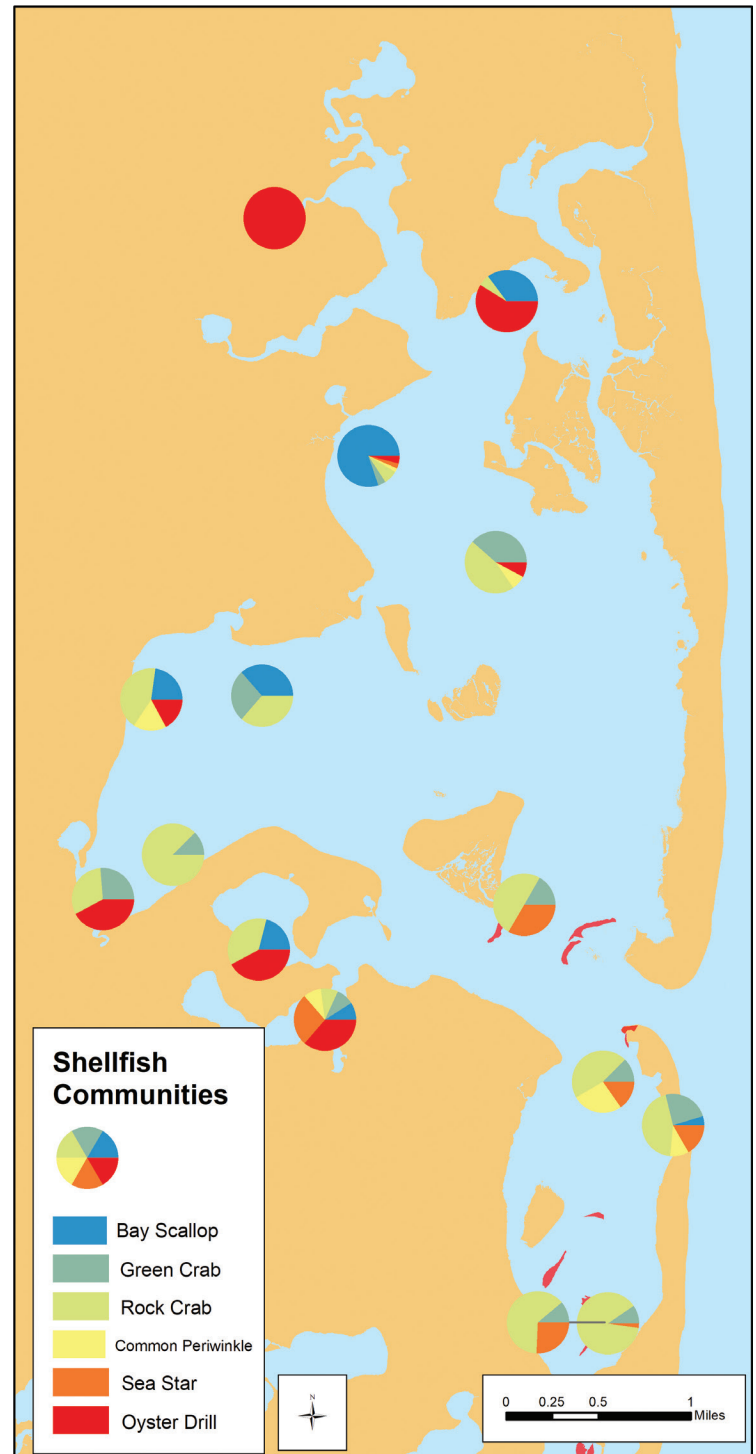 Shellfish
Communities
Bay Scallop
Green Crab
Rock Crab
Common Periwinkle
Sea Star
Oyster Drill
N
0 0.25 0.5 1
Miles